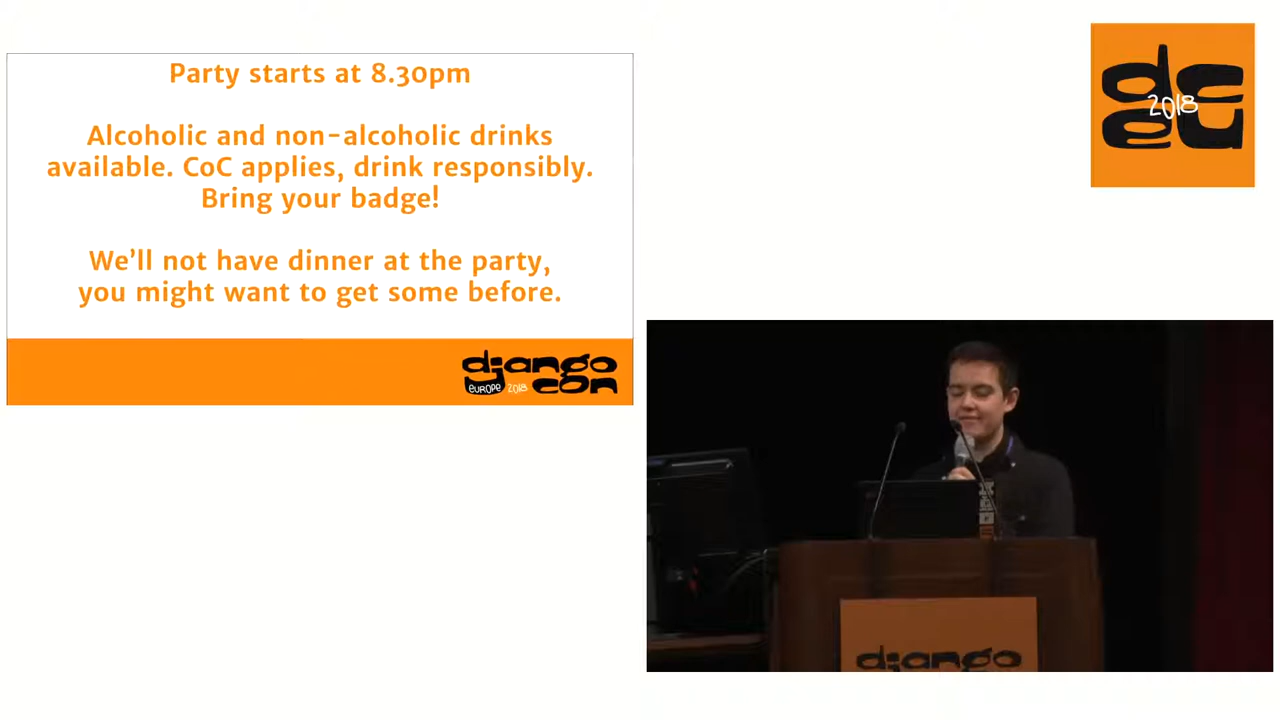 Party starts at 8.30pm
Alcoholic and non-alcoholic drinks
available. CoC applies, drink responsibly.
Bring your badge!
We'll not have dinner at the party,
you might want to get some before.
django
europe 2018 con
dc
2018
eu
django